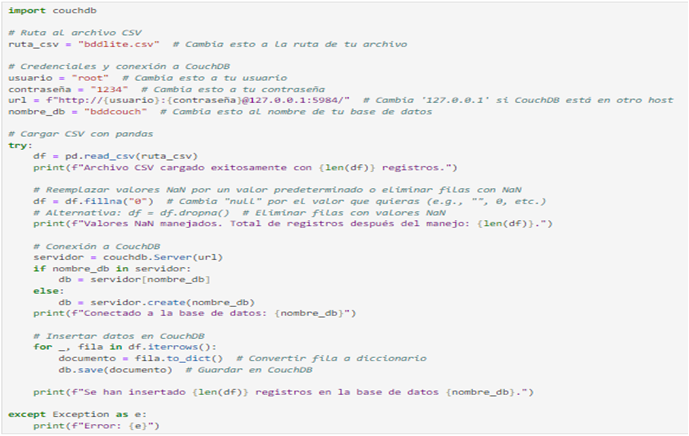 import couchdb
# Ruta al archivo CSV
ruta_csv = "bddlite.csv"  # Cambia esto a la ruta de tu archivo
# Credenciales y conexión a CouchDB
usuario = "root"  # Cambia esto a tu usuario
contraseña = "1234"  # Cambia esto a tu contraseña
url = f"http://{usuario}:{contraseña}@127.0.0.1:5984/"  # Cambia '127.0.0.1' si CouchDB está en otro host
nombre_db = "bddcouch"  # Cambia esto al nombre de tu base de datos
# Cargar CSV con pandas
try:
    df = pd.read_csv(ruta_csv)
    print(f"Archivo CSV cargado exitosamente con {len(df)} registros.")
    # Reemplazar valores NaN por un valor predeterminado o eliminar filas con NaN
    df = df.fillna("0")  # Cambia "null" por el valor que quieras (e.g., "", 0, etc.)
    # Alternativa: df = df.dropna()  # Eliminar filas con valores NaN
    print(f"Valores NaN manejados. Total de registros después del manejo: {len(df)}.")
    # Conexión a CouchDB
    servidor = couchdb.Server(url)
    if nombre_db in servidor:
        db = servidor[nombre_db]
    else:
        db = servidor.create(nombre_db)
    print(f"Conectado a la base de datos: {nombre_db}")
    # Insertar datos en CouchDB
    for _, fila in df.iterrows():
        documento = fila.to_dict()  # Convertir fila a diccionario
        db.save(documento)  # Guardar en CouchDB
    print(f"Se han insertado {len(df)} registros en la base de datos {nombre_db}.")
except Exception as e:
    print(f"Error: {e}")